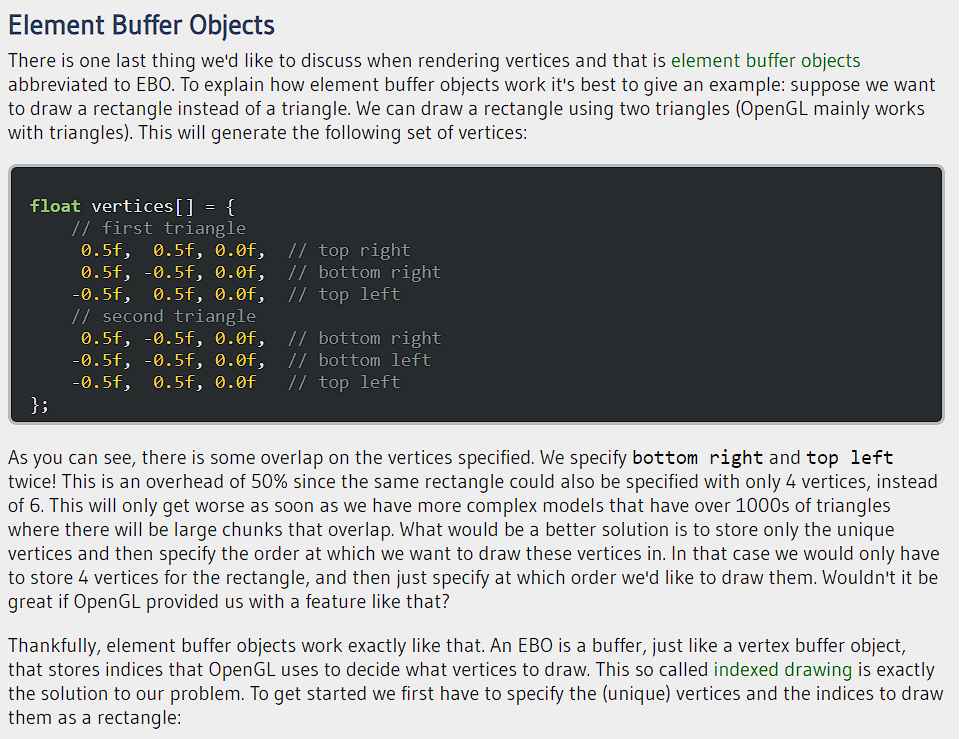 Element Buffer Objects
There is one last thing we'd like to discuss when rendering vertices and that is element buffer objects
abbreviated to EBO. To explain how element buffer objects work it's best to give an example: suppose we want
to draw a rectangle instead of a triangle. We can draw a rectangle using two triangles (OpenGL mainly works
with triangles). This will generate the following set of vertices:
float vertices[] = {
    // first triangle
     0.5f,  0.5f, 0.0f,  // top right
     0.5f, -0.5f, 0.0f,  // bottom right
    -0.5f,  0.5f, 0.0f,  // top left
    // second triangle
     0.5f, -0.5f, 0.0f,  // bottom right
    -0.5f, -0.5f, 0.0f,  // bottom left
    -0.5f,  0.5f, 0.0f   // top left
};
As you can see, there is some overlap on the vertices specified. We specify bottom right and top left
twice! This is an overhead of 50% since the same rectangle could also be specified with only 4 vertices, instead
of 6. This will only get worse as soon as we have more complex models that have over 1000s of triangles
where there will be large chunks that overlap. What would be a better solution is to store only the unique
vertices and then specify the order at which we want to draw these vertices in. In that case we would only have
to store 4 vertices for the rectangle, and then just specify at which order we'd like to draw them. Wouldn't it be
great if OpenGL provided us with a feature like that?
Thankfully, element buffer objects work exactly like that. An EBO is a buffer, just like a vertex buffer object,
that stores indices that OpenGL uses to decide what vertices to draw. This so called indexed drawing is exactly
the solution to our problem. To get started we first have to specify the (unique) vertices and the indices to draw
them as a rectangle: